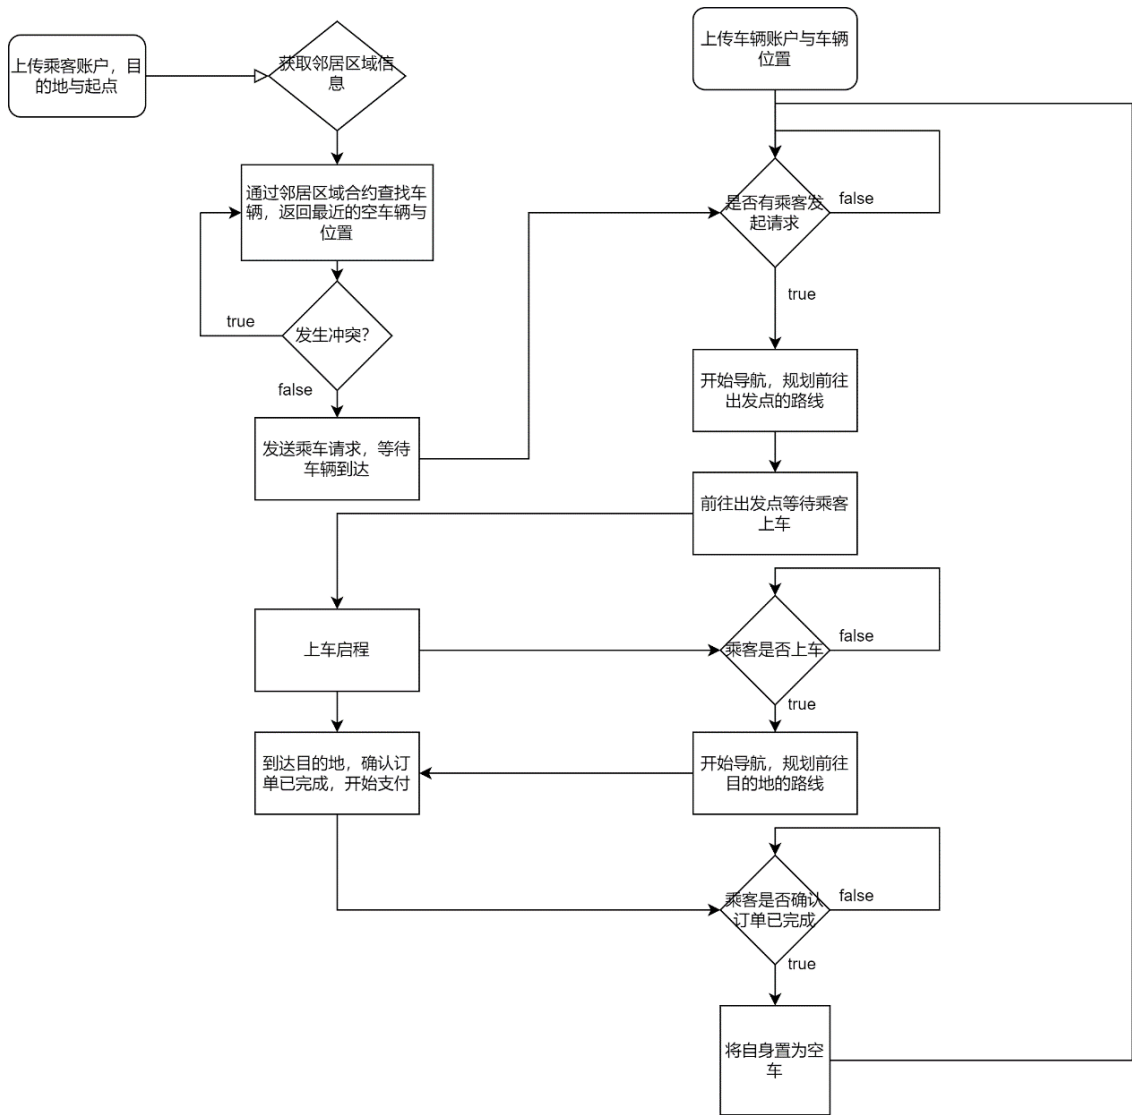 上传乘客账户，目
的地与起点
获取邻居区域信
息
上传车辆账户与车辆
位置
通过邻居区域合约查找车
辆，返回最近的空车辆与
位置
是否有乘客发
起请求
false
true
true
发生冲突？
false
开始导航，规划前往
出发点的路线
发送乘车请求，等待
车辆到达
前往出发点等待乘客
上车
上车启程
乘客是否上车
false
true
到达目的地，确认订
单已完成，开始支付
开始导航，规划前往
目的地的路线
乘客是否确认
订单已完成
false
true
将自身置为空
车